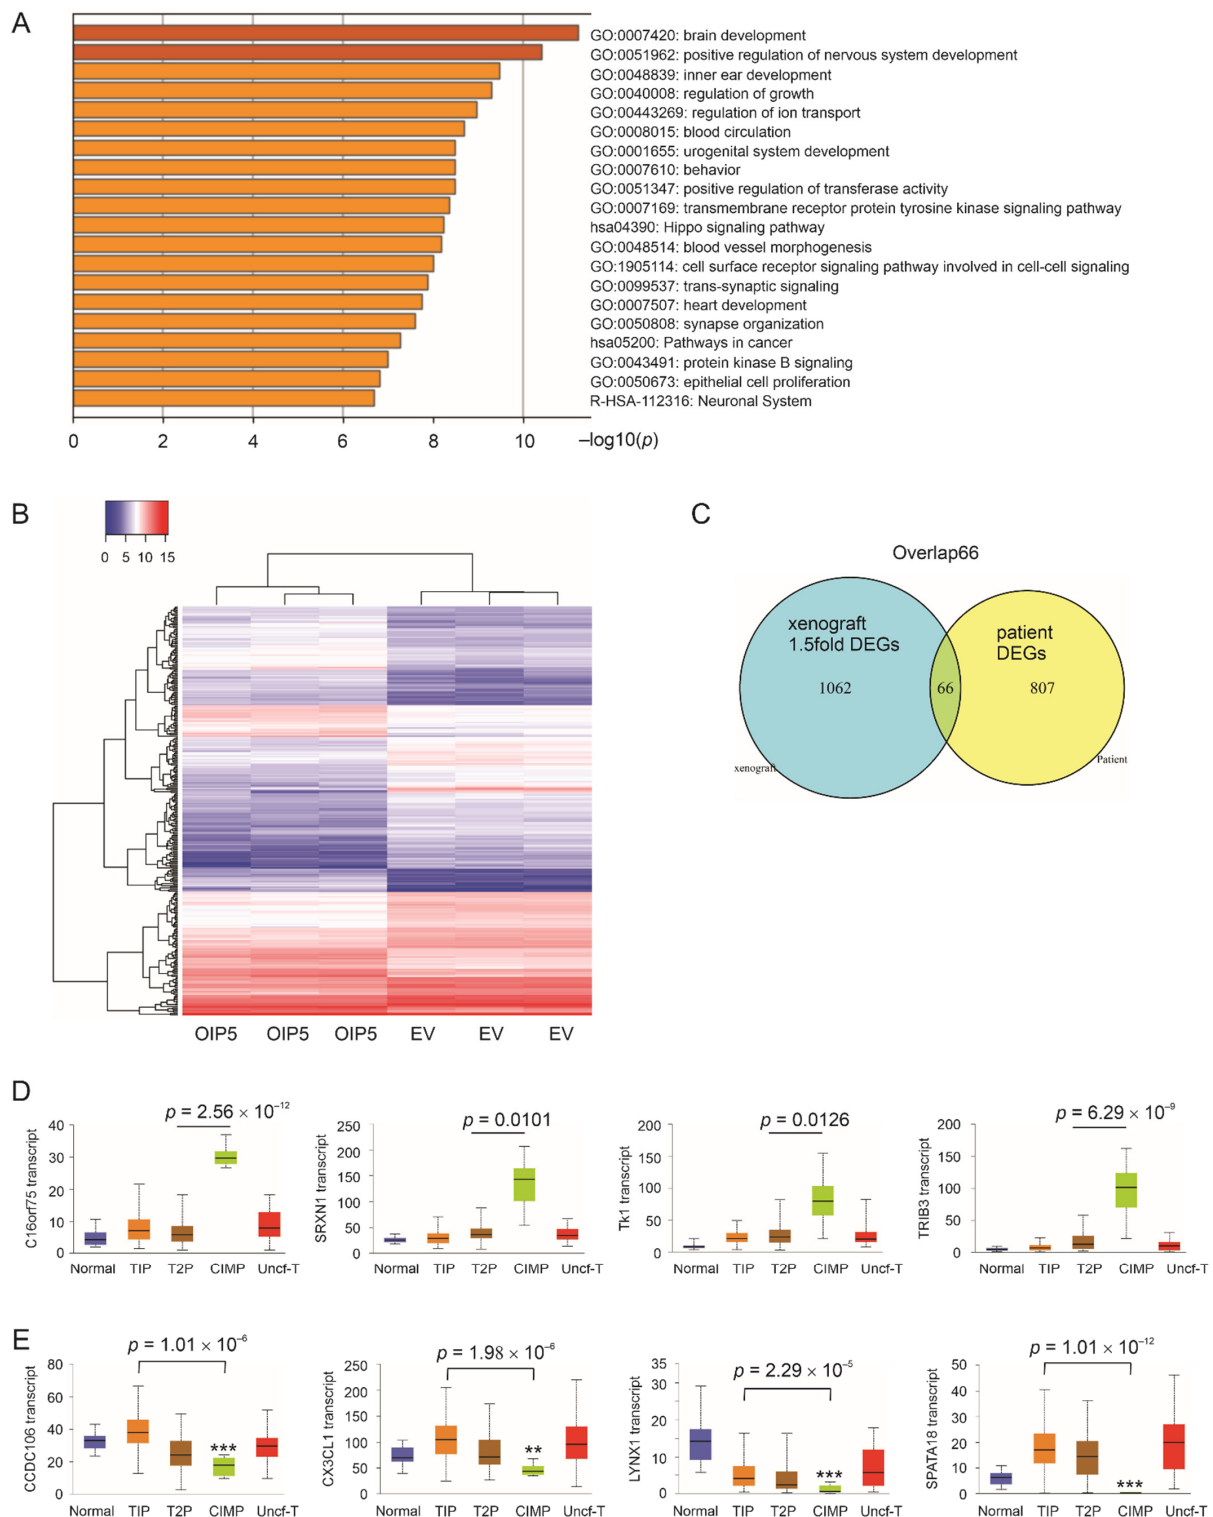 A
GO:0007420: brain development
GO:0051962: positive regulation of nervous system development
GO:0048839: inner ear development
GO:0040008: regulation of growth
GO:00443269: regulation of ion transport
GO:0008015: blood circulation
GO:0001655: urogenital system development
GO:0007610: behavior
GO:0051347: positive regulation of transferase activity
GO:0007169: transmembrane receptor protein tyrosine kinase signaling pathway
hsa04390: Hippo signaling pathway
GO:0048514: blood vessel morphogenesis
GO:1905114: cell surface receptor signaling pathway involved in cell-cell signaling
GO:0099537: trans-synaptic signaling
GO:0007507: heart development
GO:0050808: synapse organization
hsa05200: Pathways in cancer
GO:0043491: protein kinase B signaling
GO:0050673: epithelial cell proliferation
R-HSA-112316: Neuronal System
0 2 4 6 8 10 –log10(p)
B
0 5 10 15
OIP5 OIP5 OIP5 EV EV EV
C
Overlap66
xenograft
1.5fold DEGs
patient
DEGs
1062 66 807
xenograft
Patient
D
p = 2.56 × 10–12
C16orf75 transcript
40
30
20
10
0
Normal TIP T2P CIMP Uncf-T
p = 0.0101
SRXN1 transcript
250
200
150
100
50
0
Normal TIP T2P CIMP Uncf-T
p = 0.0126
Tk1 transcript
200
150
100
50
0
Normal TIP T2P CIMP Uncf-T
p = 6.29 × 10–9
TRIB3 transcript
200
150
100
50
0
Normal TIP T2P CIMP Uncf-T
E
p = 1.01 × 10–6
CCDC106 transcript
80
60
40
20
0
***
Normal TIP T2P CIMP Uncf-T
p = 1.98 × 10–6
CX3CL1 transcript
250
200
150
100
50
0
**
Normal TIP T2P CIMP Uncf-T
p = 2.29 × 10–5
LYNX1 transcript
35
30
20
15
10
5
0
***
Normal TIP T2P CIMP Uncf-T
p = 1.01 × 10–12
SPATA18 transcript
50
40
30
20
10
0
***
Normal TIP T2P CIMP Uncf-T